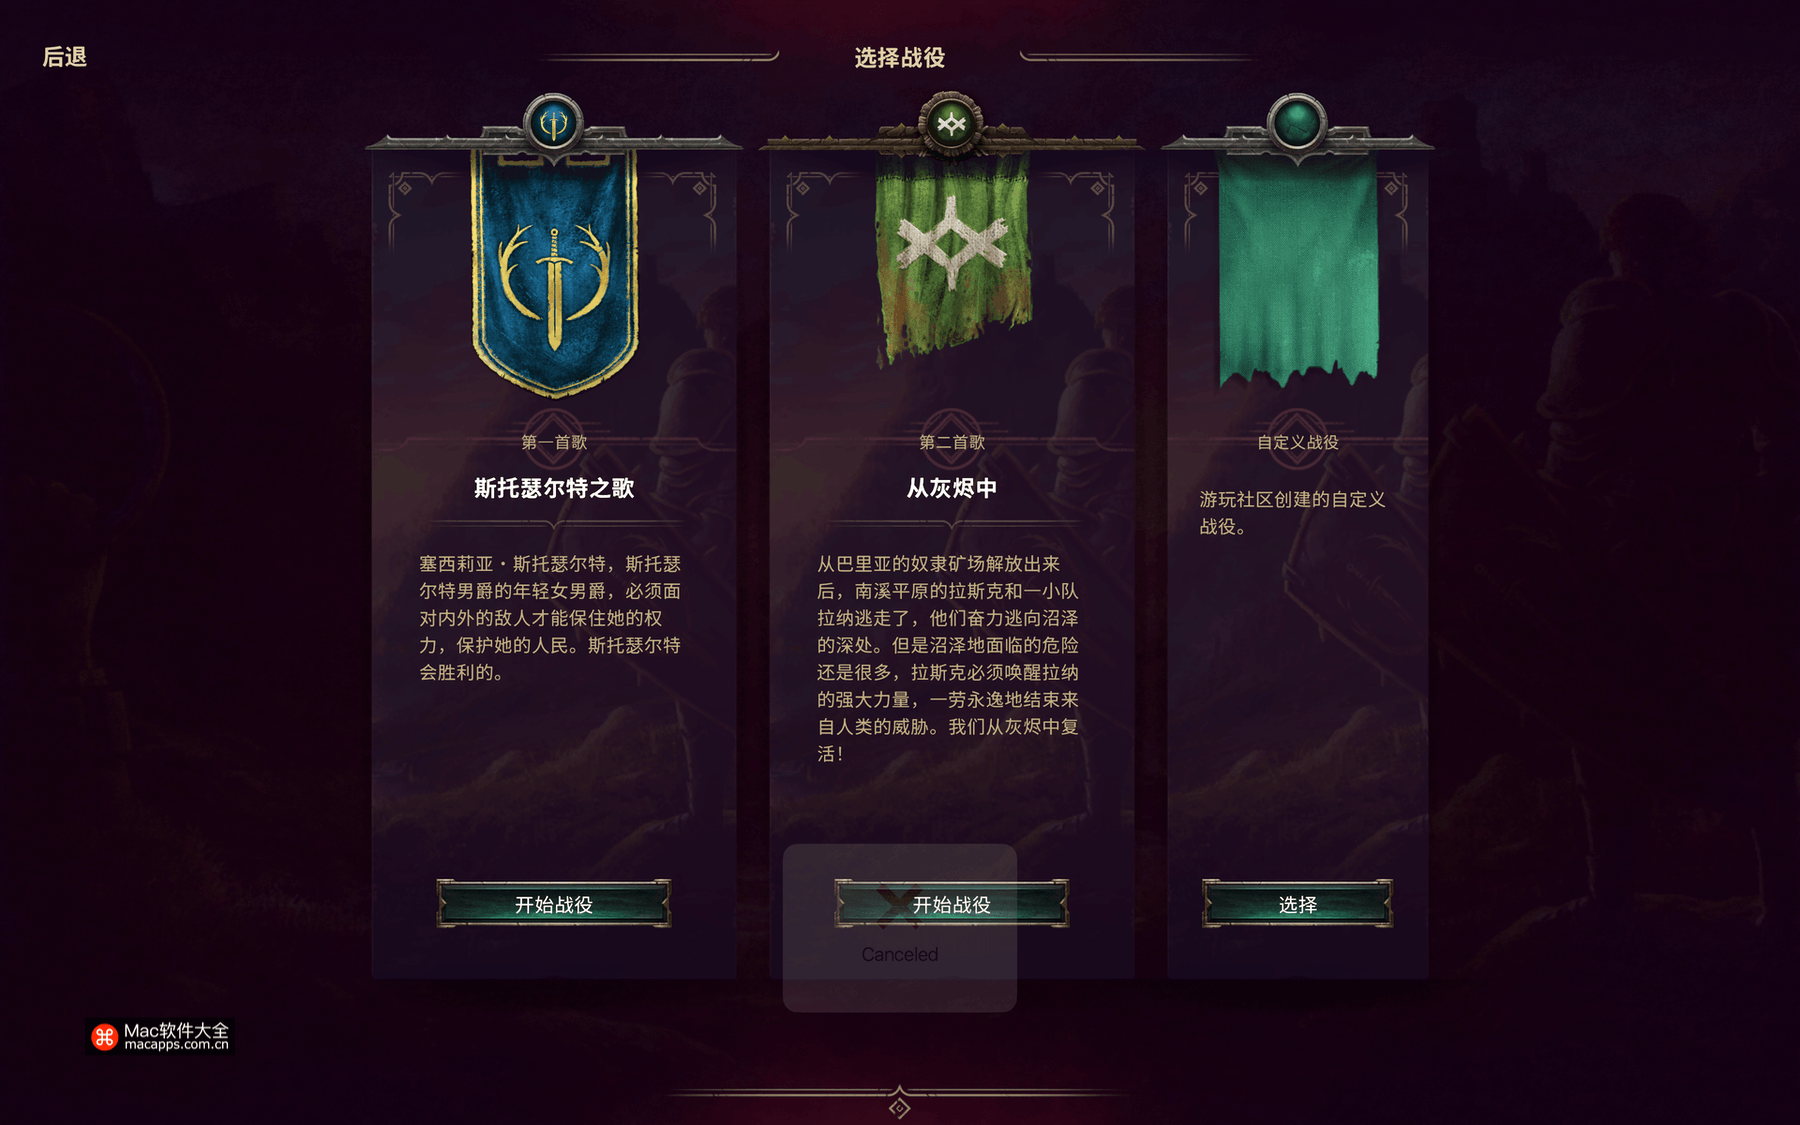 后退
选择战役
第一首歌
斯托瑟尔特之歌
塞西莉亚·斯托瑟尔特，斯托瑟
尔特男爵的年轻女男爵，必须面
对内外的敌人才能保住她的权
力，保护她的人民。斯托瑟尔特
会胜利的。
开始战役
第二首歌
从灰烬中
从巴里亚的奴隶矿场解放出来
后，南溪平原的拉斯克和一小队
拉纳逃走了，他们奋力逃向沼泽
的深处。但是沼泽地面临的危险
还是很多，拉斯克必须唤醒拉纳
的强大力量，一劳永逸地结束来
自人类的威胁。我们从灰烬中复
活！
开始战役
Canceled
自定义战役
游玩社区创建的自定义
战役。
选择
Mac软件大全
macapps.com.cn